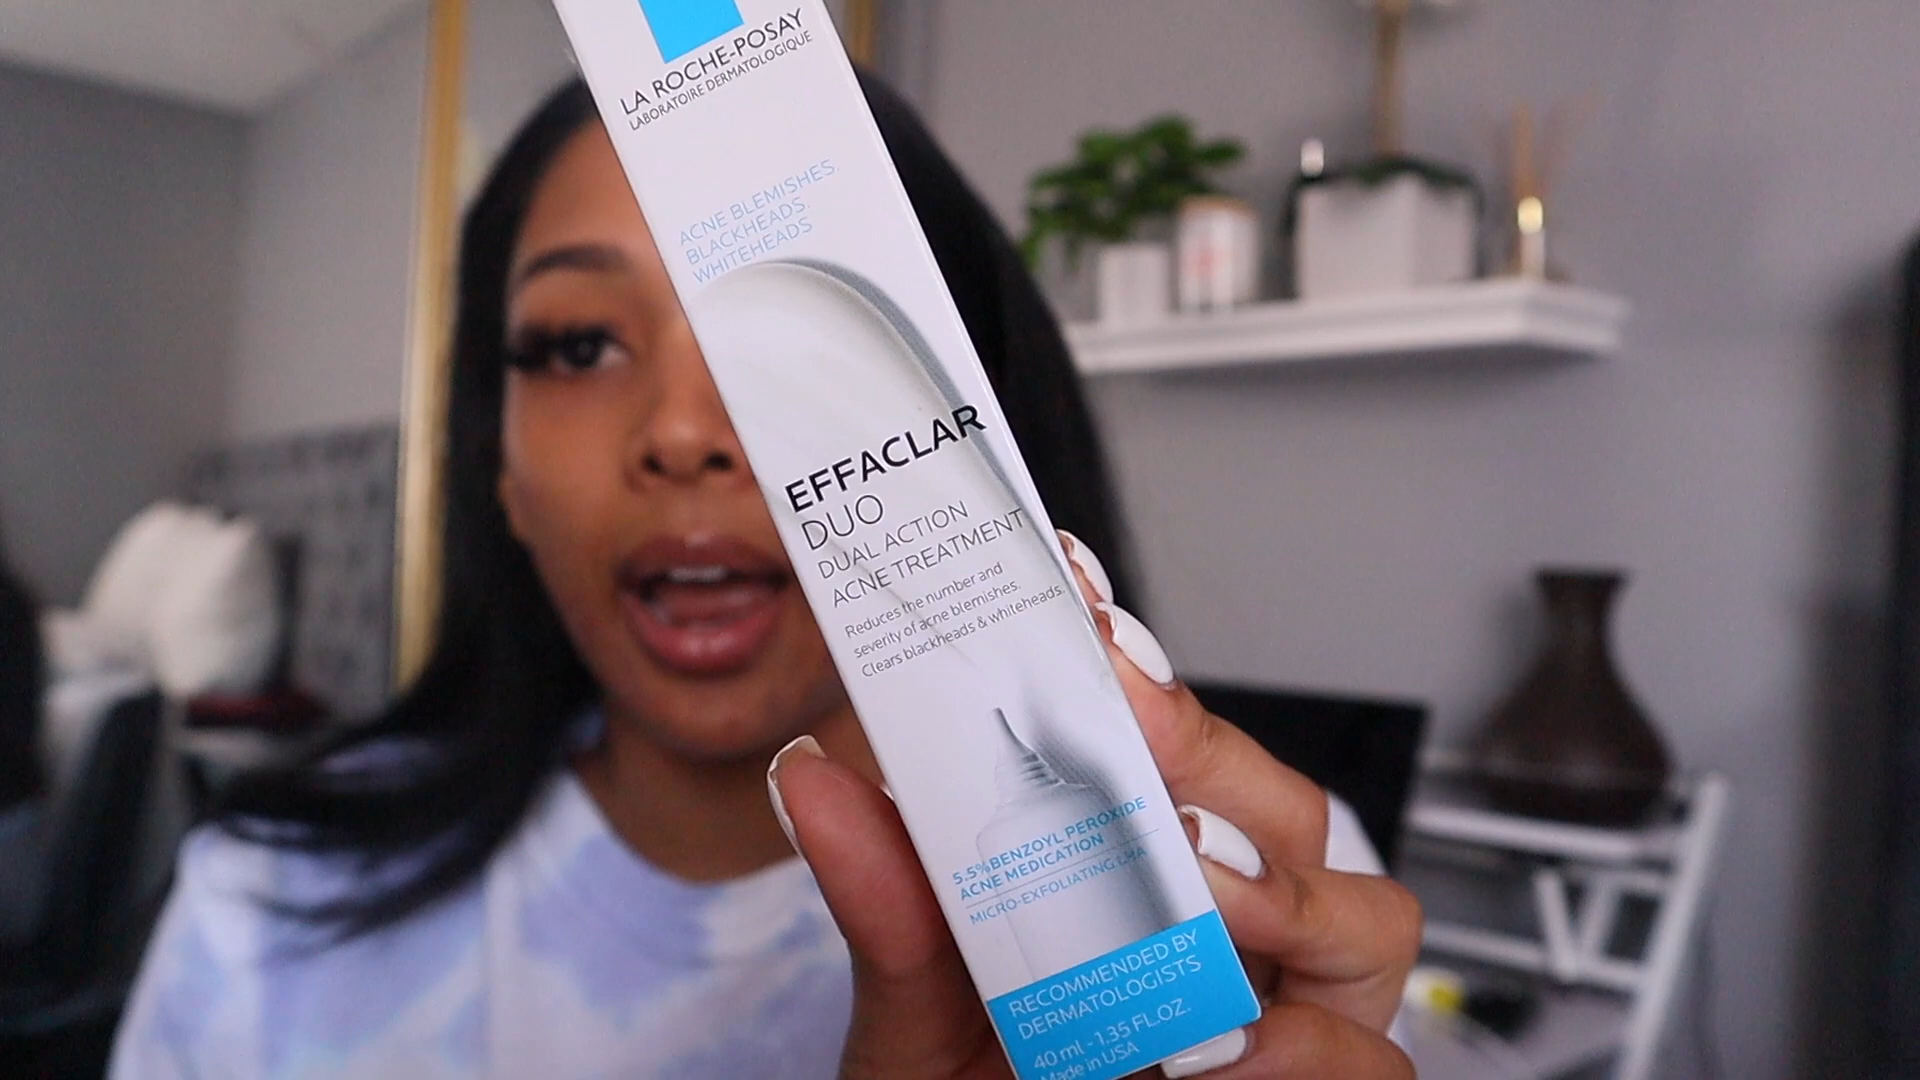 LA ROCHE-POSAY
LABORATOIRE DERMATOLOGIQUE
ACNE BLEMISHES,
BLACKHEADS,
WHITEHEADS
EFFACLAR
DUO
DUAL ACTION
ACNE TREATMENT
Reduces the number and
severity of acne blemishes.
Clears blackheads & whiteheads.
5.5% BENZOYL PEROXIDE
ACNE MEDICATION
MICRO-EXFOLIATING LHA
RECOMMENDED BY
DERMATOLOGISTS
40 ml - 1.35 FL.OZ.
Made in USA